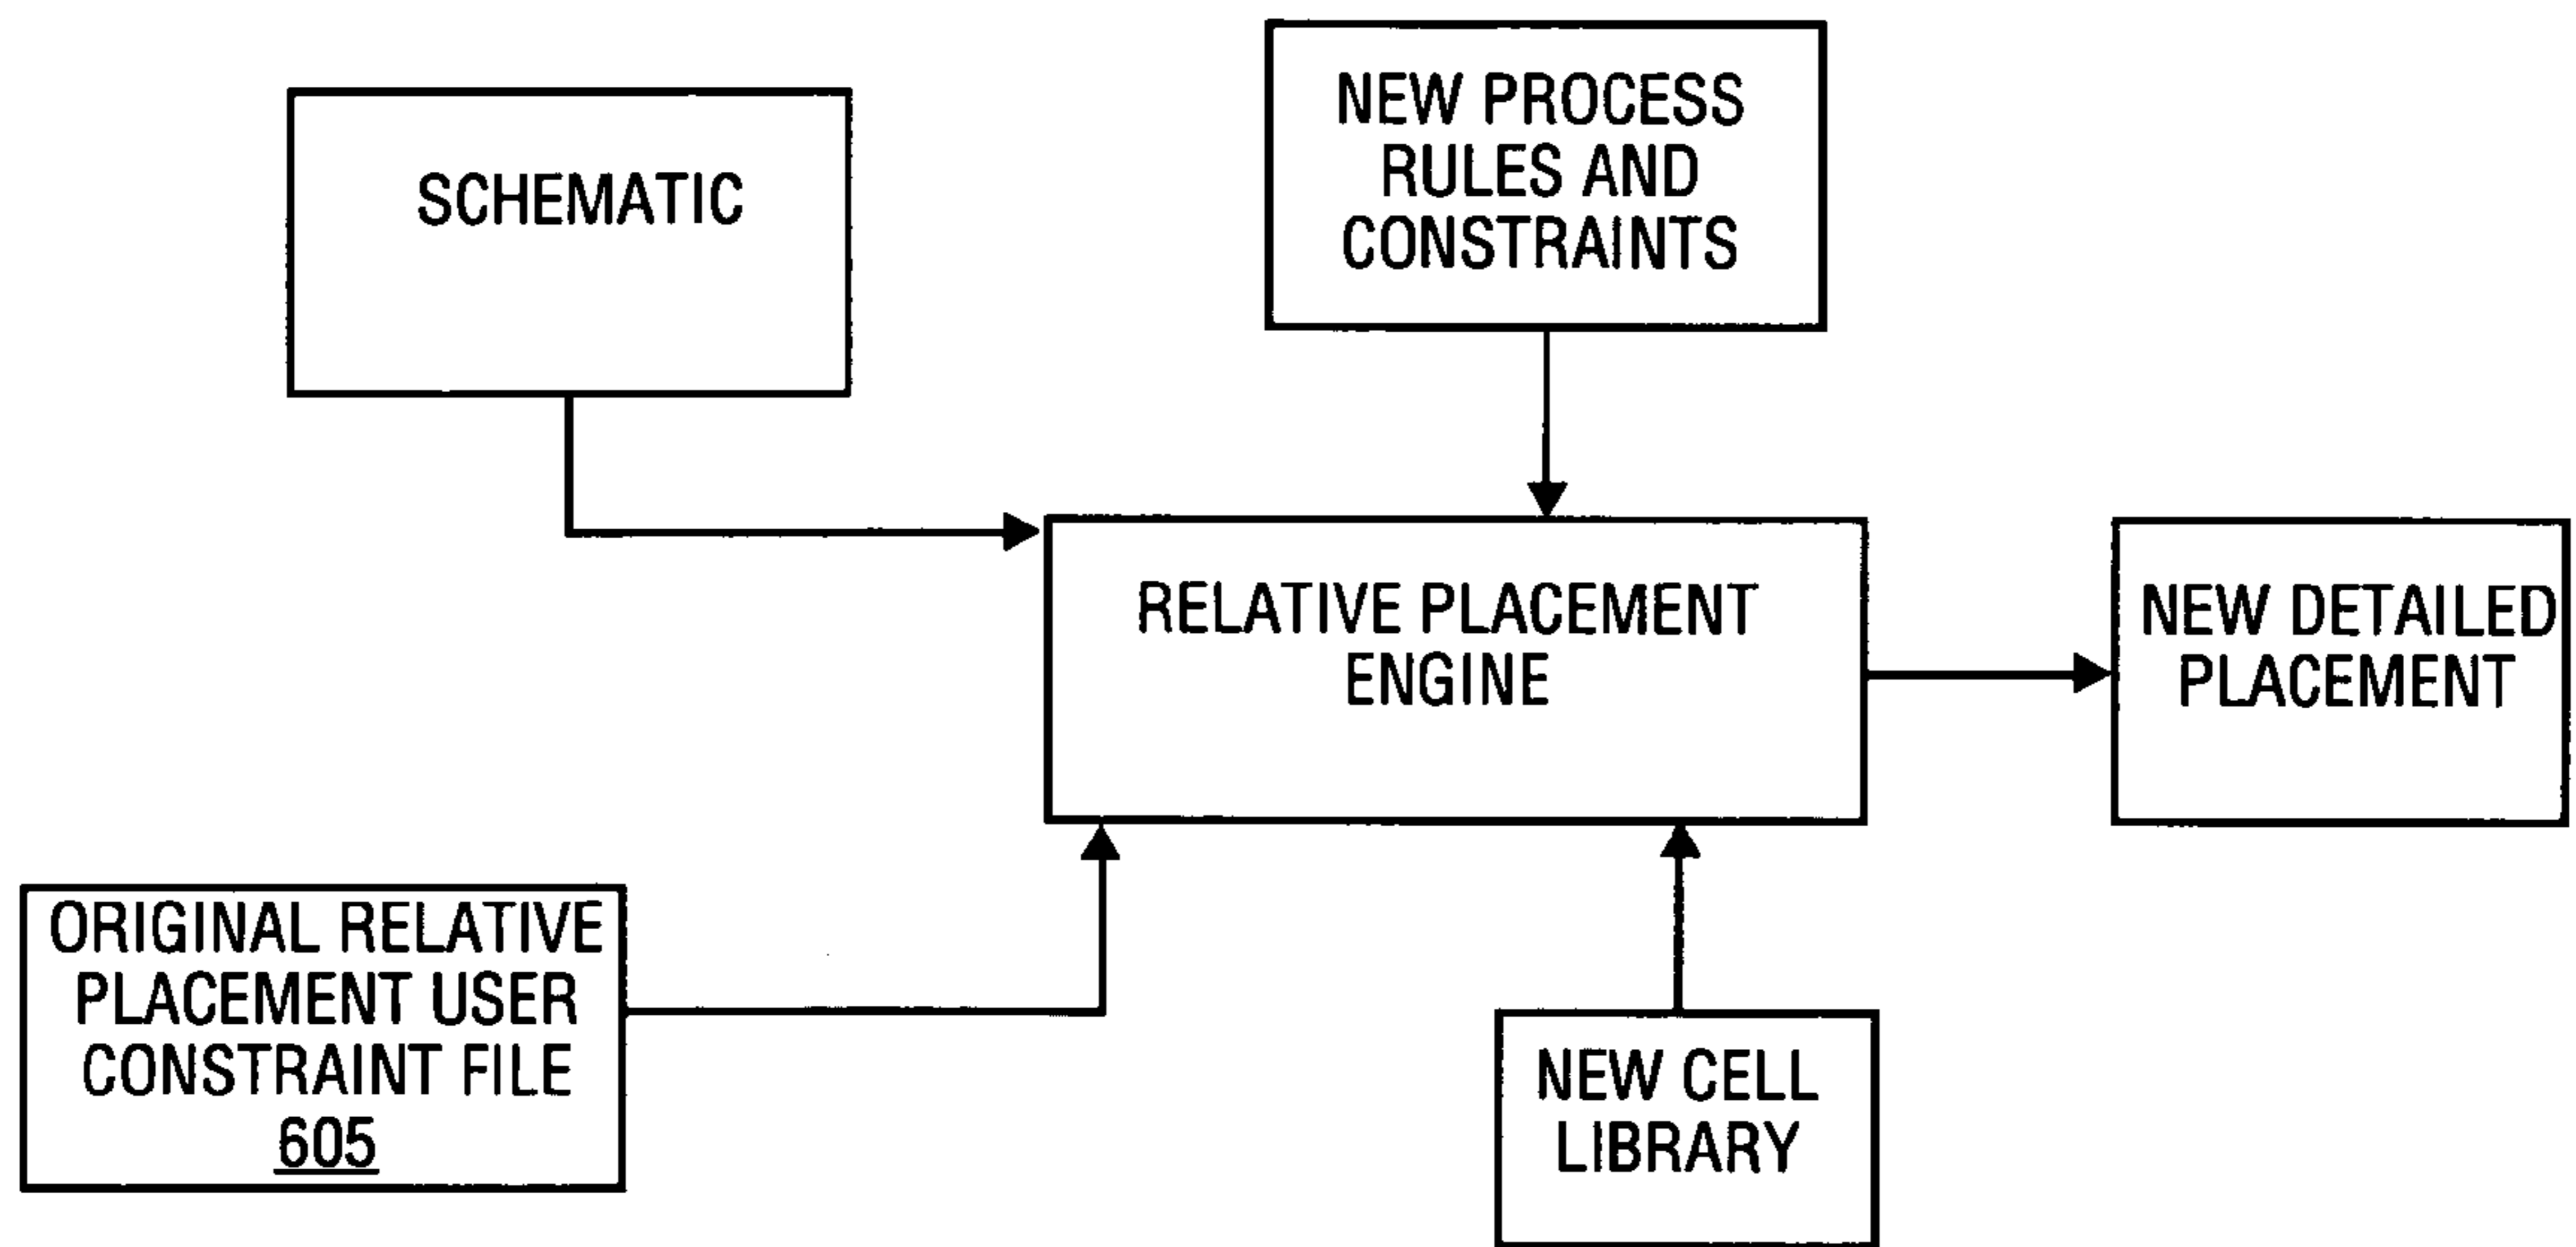 SCHEMATIC
NEW PROCESS
RULES AND
CONSTRAINTS
RELATIVE PLACEMENT
ENGINE
NEW DETAILED
PLACEMENT
ORIGINAL RELATIVE
PLACEMENT USER
CONSTRAINT FILE
605
NEW CELL
LIBRARY